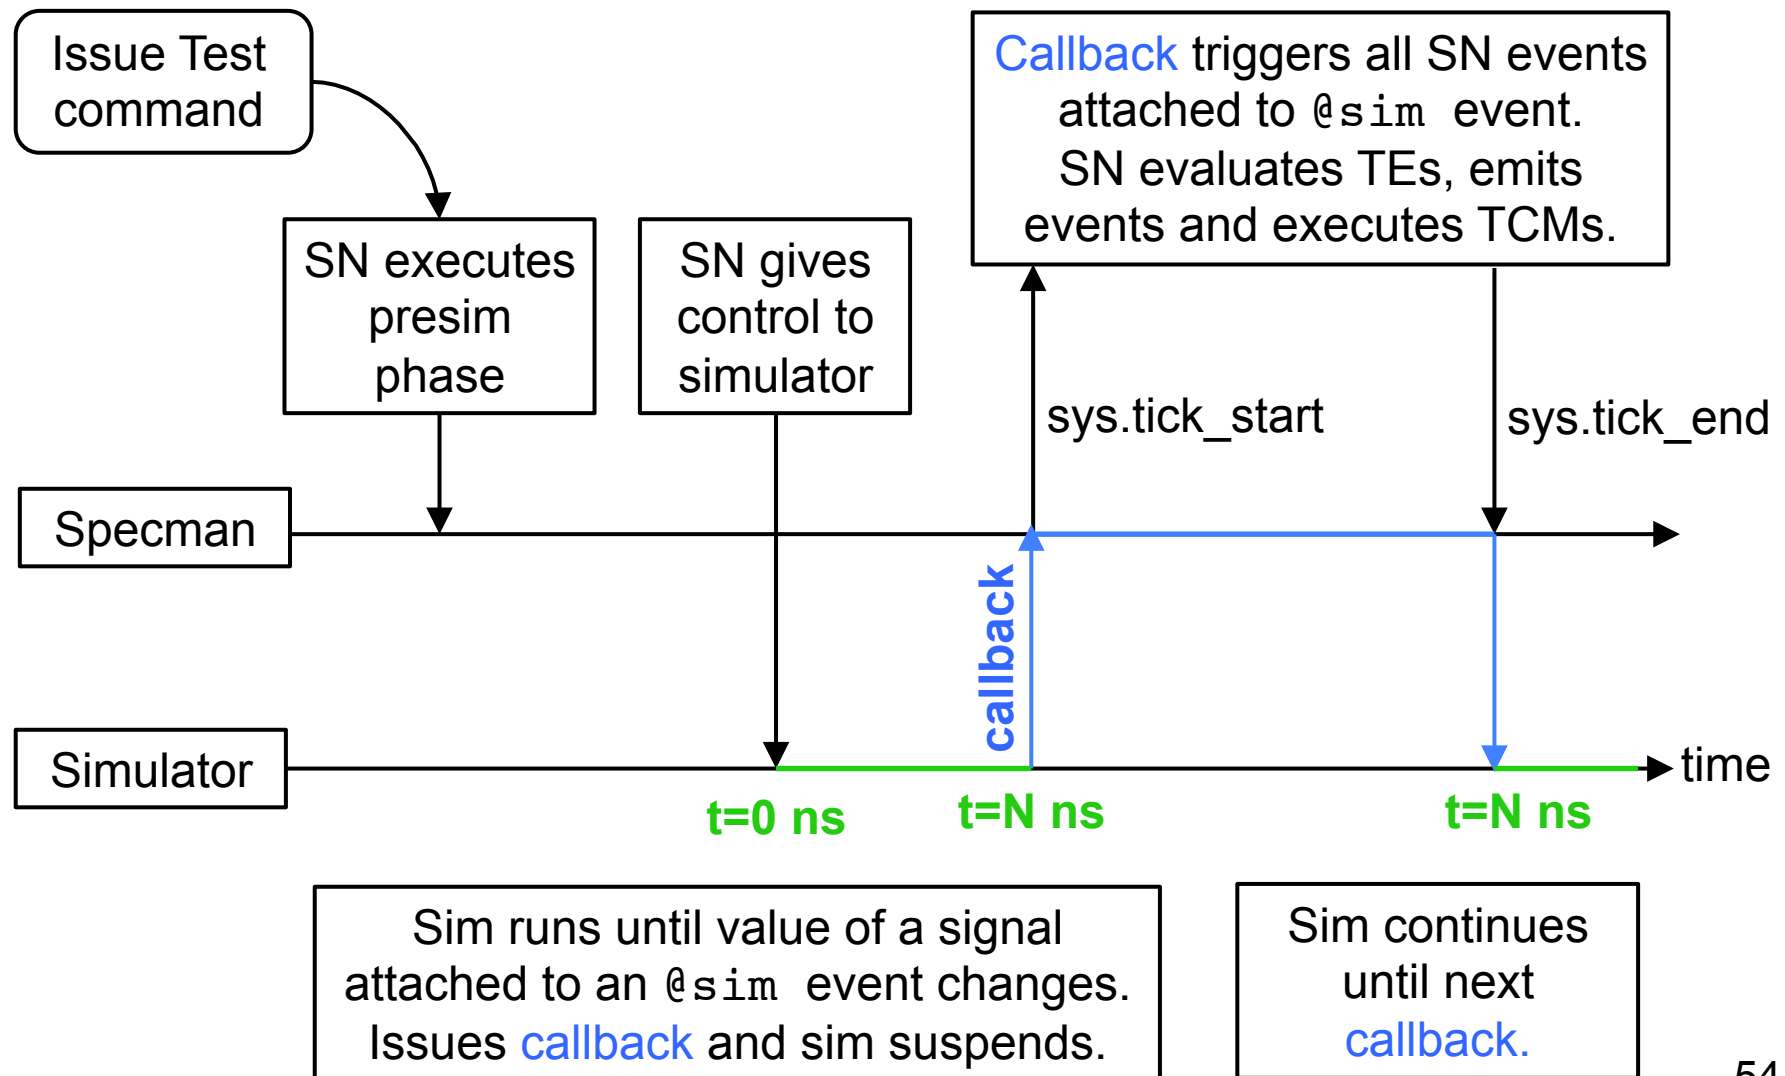 Issue Test
command
SN executes
presim
phase
SN gives
control to
simulator
Callback triggers all SN events
attached to @sim event.
SN evaluates TEs, emits
events and executes TCMs.
sys.tick_start
sys.tick_end
Specman
callback
Simulator
time
t=0 ns
t=N ns
t=N ns
Sim runs until value of a signal
attached to an @sim event changes.
Issues callback and sim suspends.
Sim continues
until next
callback.
54